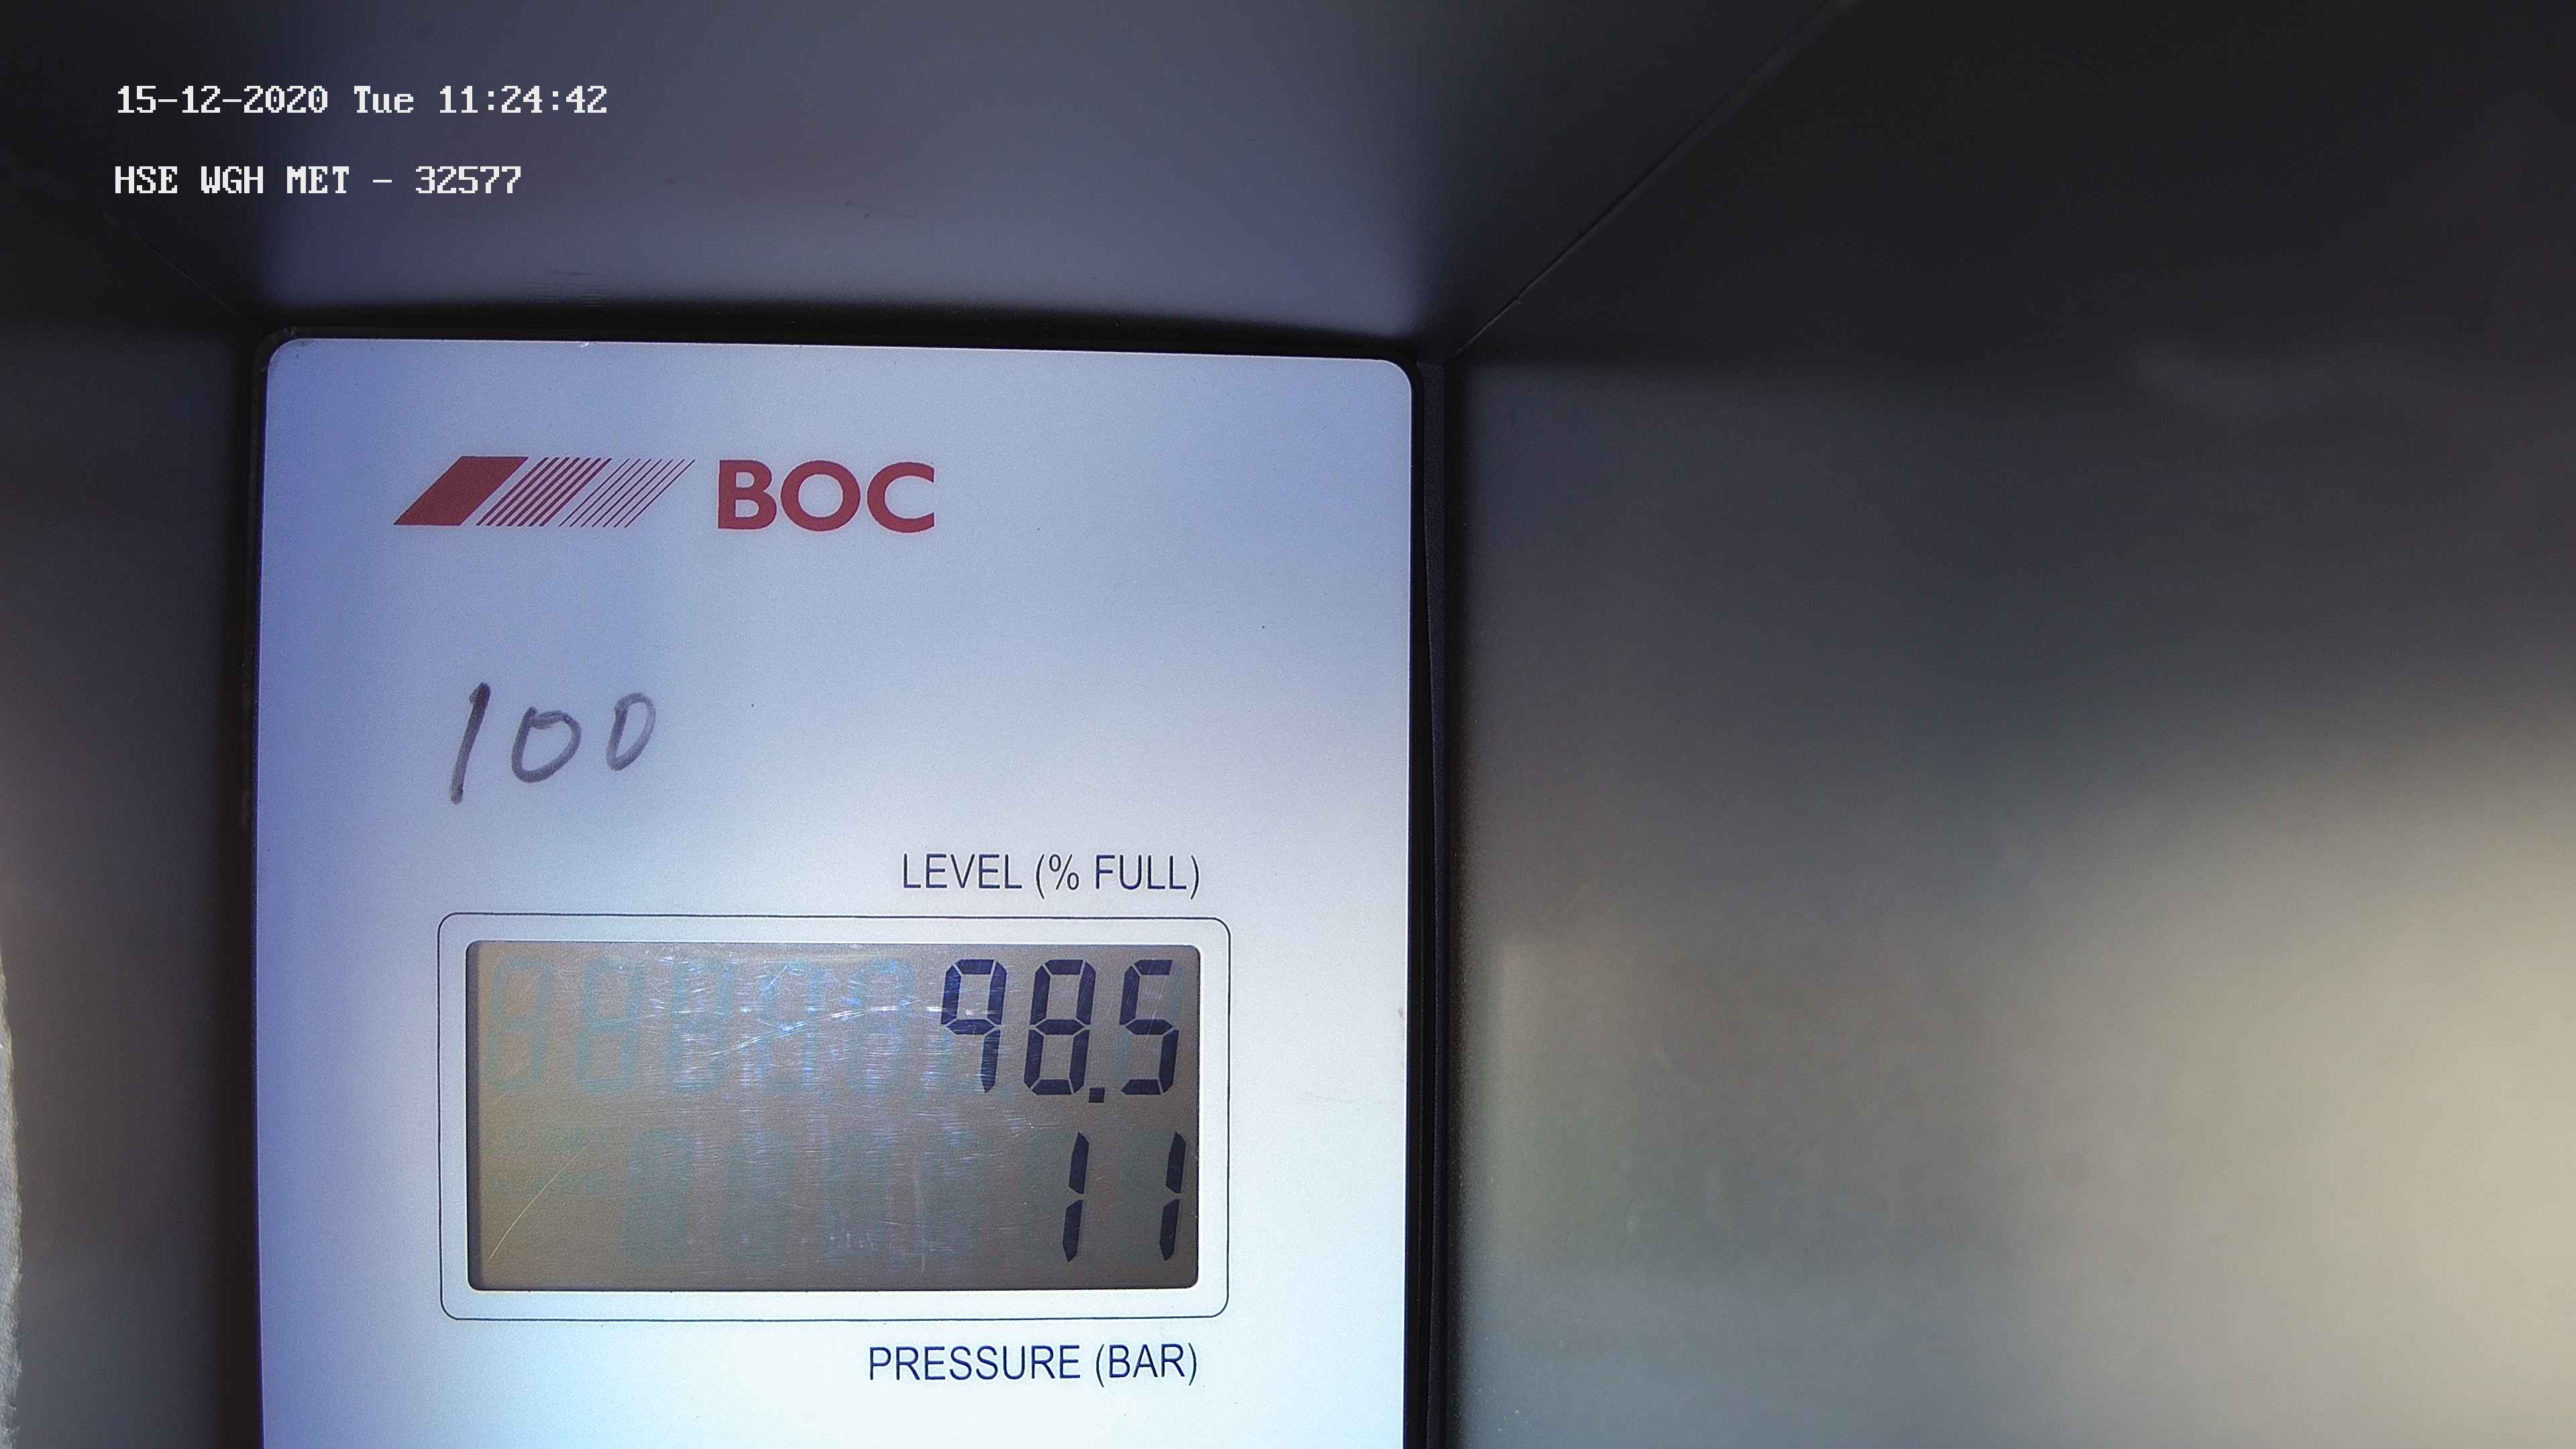 15-12-2020 Tue 11:24:42
HSE WGH MET - 32577
BOC
100
LEVEL (% FULL)
98.5
11
PRESSURE (BAR)